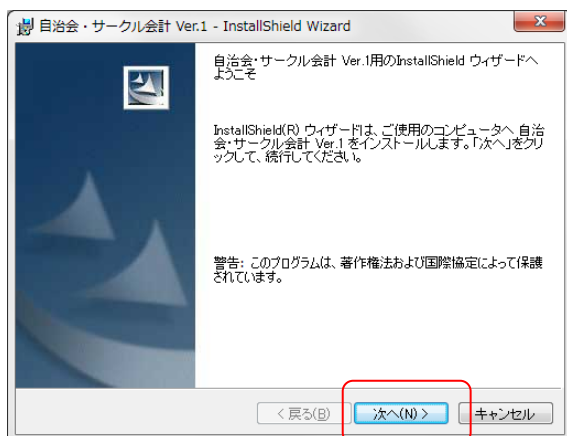 自治会・サークル会計 Ver.1 - InstallShield Wizard
自治会・サークル会計 Ver.1用のInstallShield ウィザードへ
ようこそ
InstallShield(R) ウィザードは、ご使用のコンピュータへ 自治
会・サークル会計 Ver.1 をインストールします。「次へ」をクリ
ックして、続行してください。
警告: このプログラムは、著作権法および国際協定によって保護
されています。
< 戻る(B) 次へ(N) > キャンセル